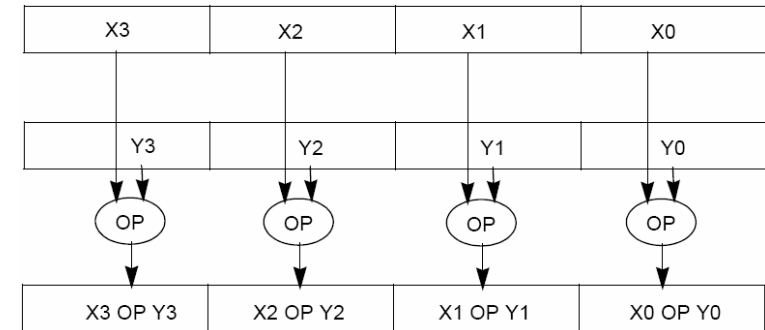 X3 X2 X1 X0
Y3 Y2 Y1 Y0
OP OP OP OP
X3 OP Y3 X2 OP Y2 X1 OP Y1 X0 OP Y0